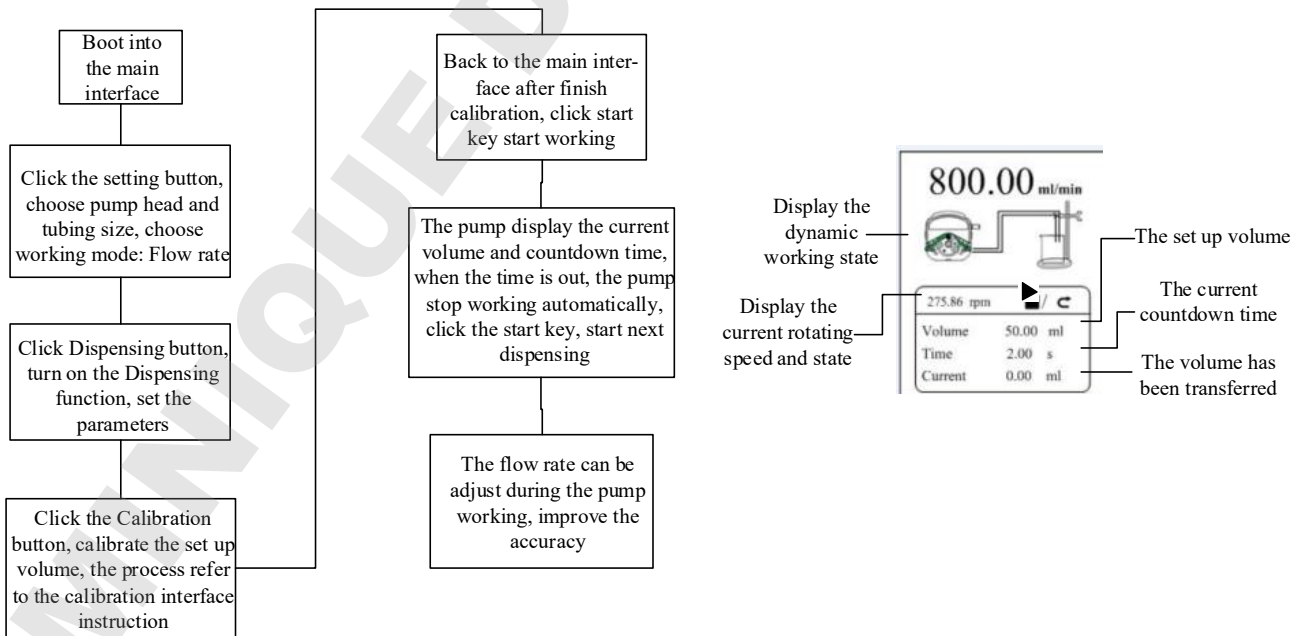 Boot into
the main
interface
Click the setting button,
choose pump head and
tubing size, choose
working mode: Flow rate
Click Dispensing button,
turn on the Dispensing
function, set the
parameters
Click the Calibration
button, calibrate the set up
volume, the process refer
to the calibration interface
instruction
Back to the main inter-
face after finish
calibration, click start
key start working
The pump display the current
volume and countdown time,
when the time is out, the pump
stop working automatically,
click the start key, start next
dispensing
The flow rate can be
adjust during the pump
working, improve the
accuracy
Display the
dynamic
working state
Display the
current rotating
speed and state
800.00 ml/min
275.86 rpm
Volume 50.00 ml
Time 2.00 s
Current 0.00 ml
The set up volume
The current
countdown time
The volume has
been transferred
MINIQUE D